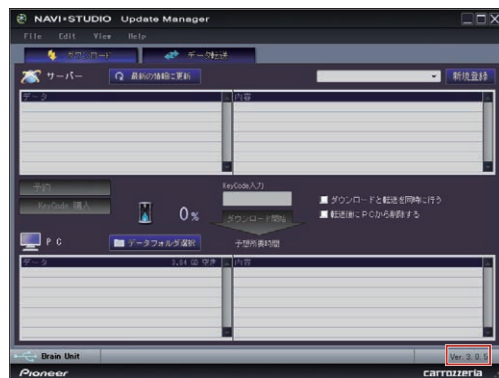 NAVI*STUDIO Update Manager
File Edit View Help
ダウンロード データ転送
サーバー 最新の情報に更新 新規登録
データ 内容
予約
KeyCode 購入
KeyCode入力
0%
ダウンロード開始
ダウンロードと転送を同時に行う
転送後にPCから削除する
PC データフォルダ選択 予想所要時間
データ 3.84 GB 空き 内容
Brain Unit Ver. 3. 0. 5
Pioneer carrozzeria